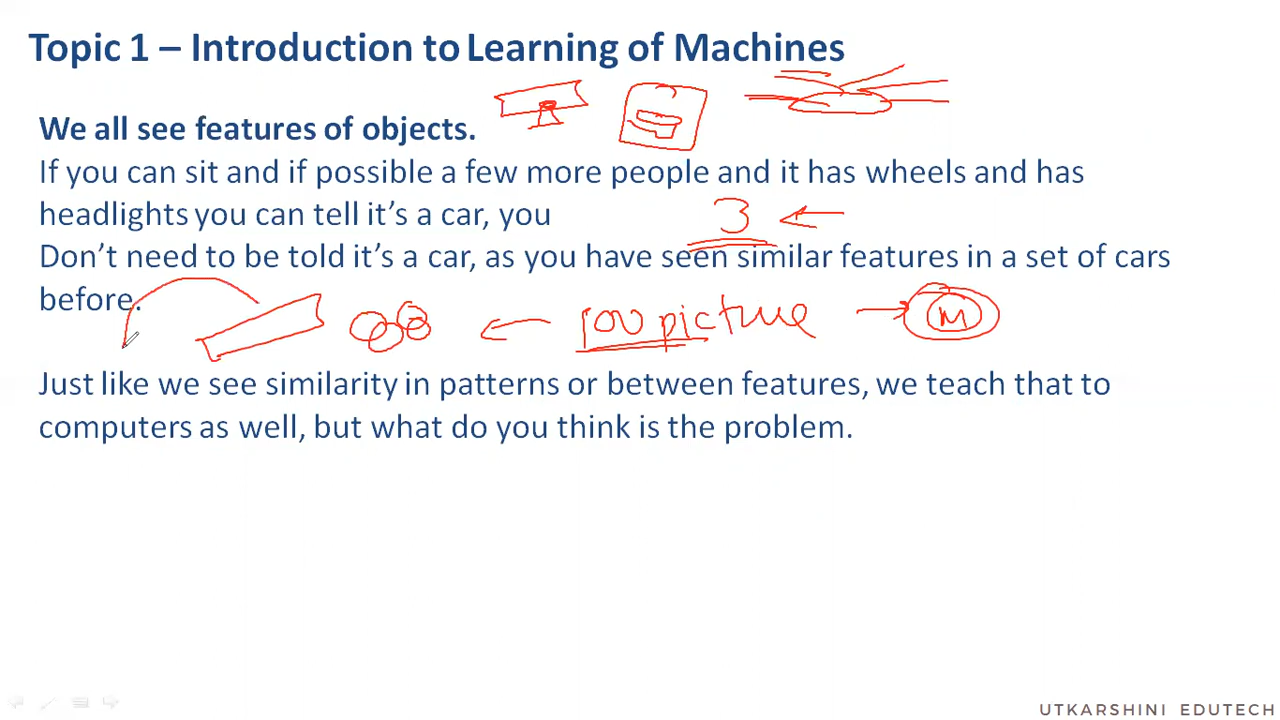 Topic 1 – Introduction to Learning of Machines
We all see features of objects.
If you can sit and if possible a few more people and it has wheels and has
headlights you can tell it's a car, you
3
Don't need to be told it's a car, as you have seen similar features in a set of cars
before.
100 picture
M
Just like we see similarity in patterns or between features, we teach that to
computers as well, but what do you think is the problem.
UTKARSHINI EDUTECH